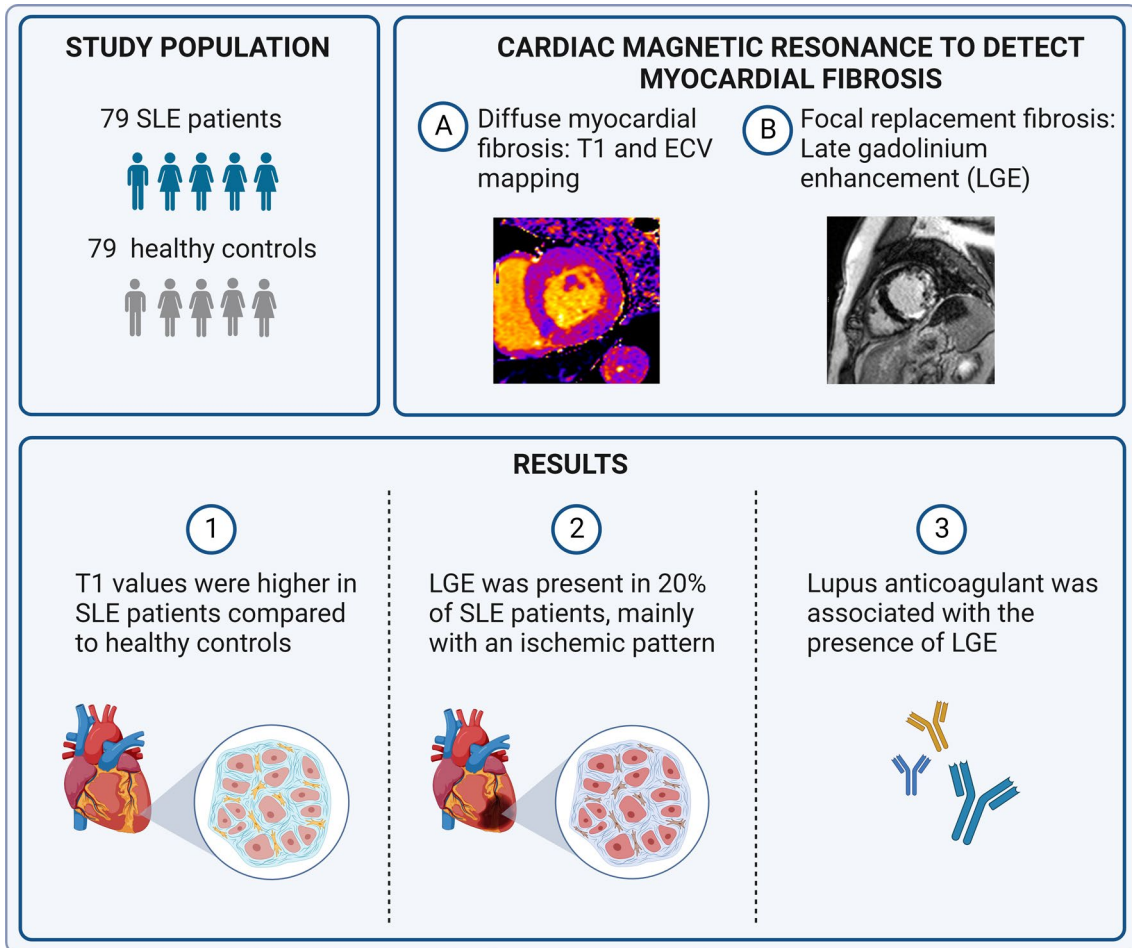 STUDY POPULATION
79 SLE patients
79 healthy controls
CARDIAC MAGNETIC RESONANCE TO DETECT
MYOCARDIAL FIBROSIS
A
Diffuse myocardial
fibrosis: T1 and ECV
mapping
B
Focal replacement fibrosis:
Late gadolinium
enhancement (LGE)
RESULTS
1
T1 values were higher in
SLE patients compared
to healthy controls
2
LGE was present in 20%
of SLE patients, mainly
with an ischemic pattern
3
Lupus anticoagulant was
associated with the
presence of LGE